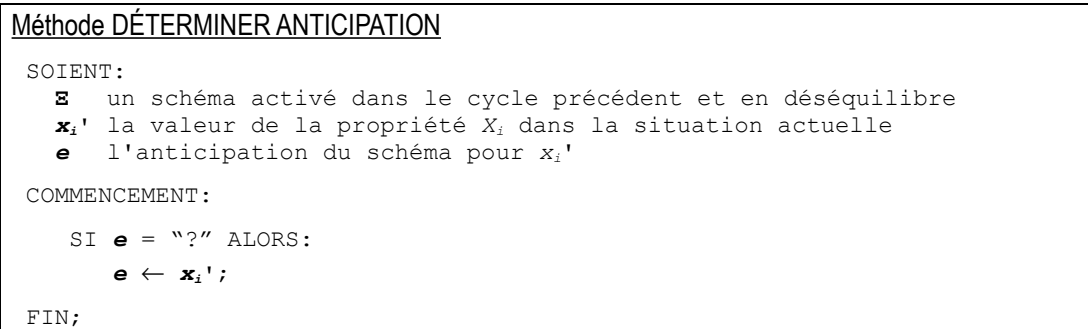 Méthode DÉTERMINER ANTICIPATION
SOIENT:
Ξ un schéma activé dans le cycle précédent et en déséquilibre
xᵢ' la valeur de la propriété Xᵢ dans la situation actuelle
e l'anticipation du schéma pour xᵢ'
COMMENCEMENT:
SI e = “?” ALORS:
e ← xᵢ';
FIN;